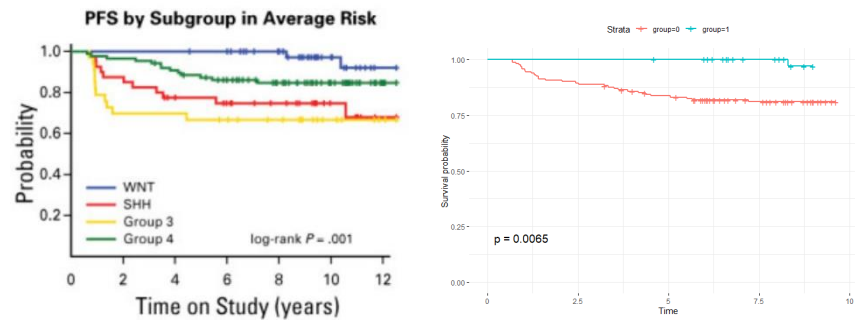 PFS by Subgroup in Average Risk
1.0
0.8
0.6
0.4
0.2
Probability
WNT
SHH
Group 3
Group 4
log-rank P = .001
0 2 4 6 8 10 12
Time on Study (years)
Strata group=0 group=1
1.00
0.75
0.50
0.25
0.00
Survival probability
p = 0.0065
0 2.5 5 7.5 10
Time